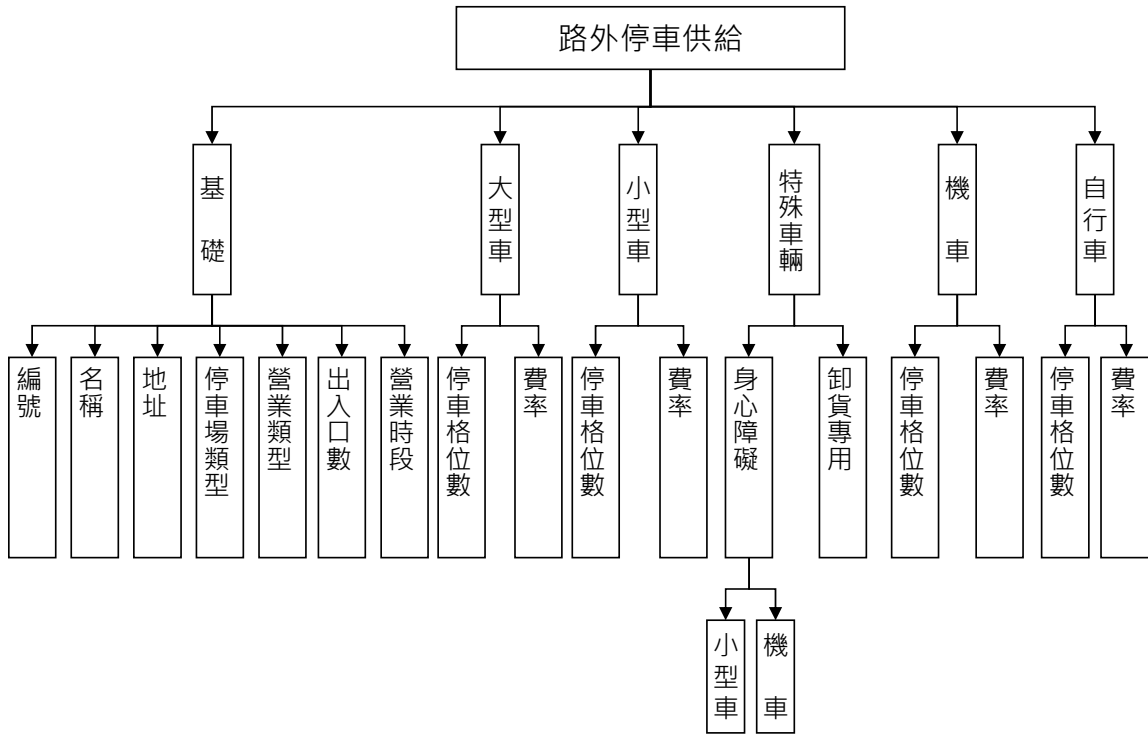 路外停車供給
基礎
大型車
小型車
特殊車輛
機車
自行車
編號
名稱
地址
停車場類型
營業類型
出入口數
營業時段
停車格位數
費率
停車格位數
費率
身心障礙
卸貨專用
停車格位數
費率
停車格位數
費率
小型車
機車